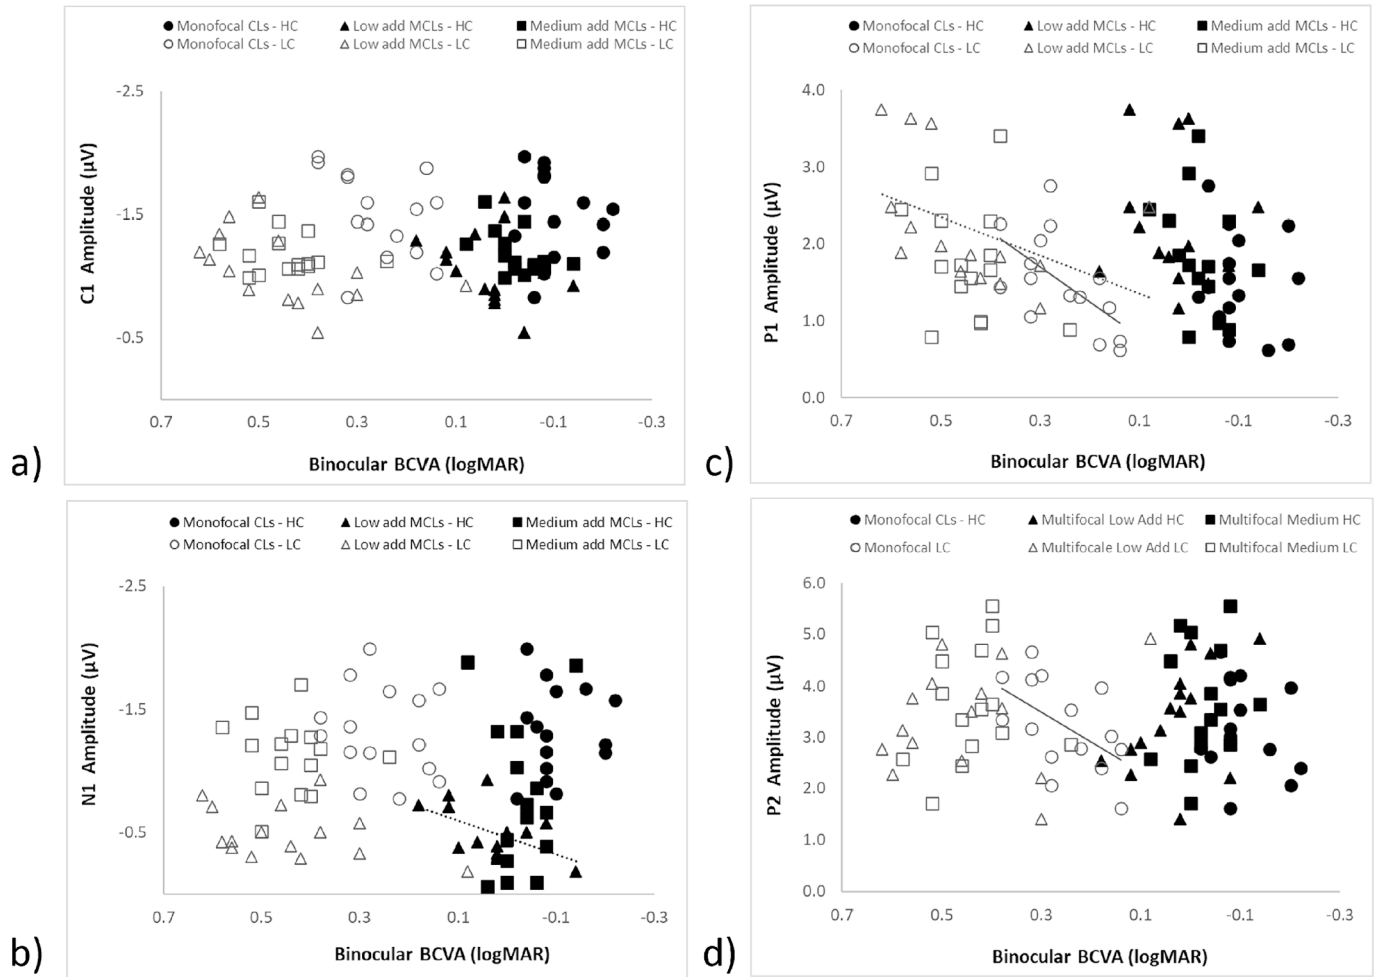 Monofocal CLs - HC Low add MCLs - HC Medium add MCLs - HC
Monofocal CLs - LC Low add MCLs - LC Medium add MCLs - LC
-2.5
-1.5
-0.5
C1 Amplitude (µV)
0.7 0.5 0.3 0.1 -0.1 -0.3
Binocular BCVA (logMAR)
a)
Monofocal CLs - HC Low add MCLs - HC Medium add MCLs - HC
Monofocal CLs - LC Low add MCLs - LC Medium add MCLs - LC
4.0
3.0
2.0
1.0
0.0
P1 Amplitude (µV)
0.7 0.5 0.3 0.1 -0.1 -0.3
Binocular BCVA (logMAR)
c)
Monofocal CLs - HC Low add MCLs - HC Medium add MCLs - HC
Monofocal CLs - LC Low add MCLs - LC Medium add MCLs - LC
-2.5
-1.5
-0.5
N1 Amplitude (µV)
0.7 0.5 0.3 0.1 -0.1 -0.3
Binocular BCVA (logMAR)
b)
Monofocal CLs - HC Multifocal Low Add HC Multifocal Medium HC
Monofocal LC Multifocale Low Add LC Multifocal Medium LC
6.0
5.0
4.0
3.0
2.0
1.0
0.0
P2 Amplitude (µV)
0.7 0.5 0.3 0.1 -0.1 -0.3
Binocular BCVA (logMAR)
d)